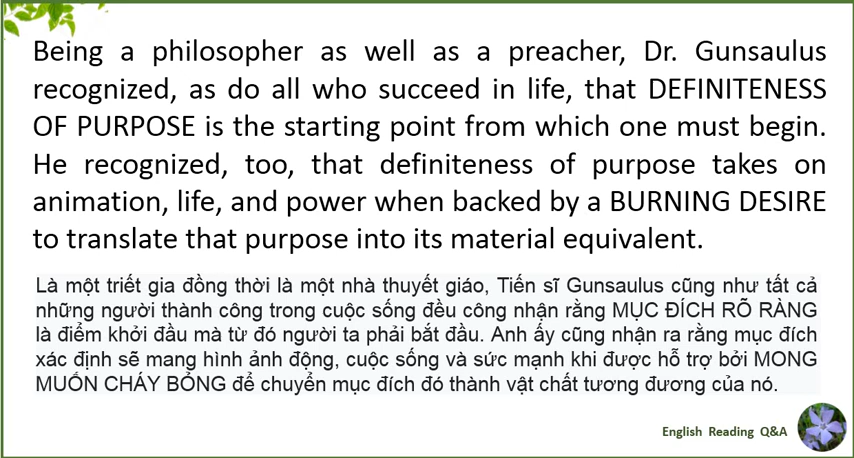 Being a philosopher as well as a preacher, Dr. Gunsaulus
recognized, as do all who succeed in life, that DEFINITENESS
OF PURPOSE is the starting point from which one must begin.
He recognized, too, that definiteness of purpose takes on
animation, life, and power when backed by a BURNING DESIRE
to translate that purpose into its material equivalent.
Là một triết gia đồng thời là một nhà thuyết giáo, Tiến sĩ Gunsaulus cũng như tất cả
những người thành công trong cuộc sống đều công nhận rằng MỤC ĐÍCH RÕ RÀNG
là điểm khởi đầu mà từ đó người ta phải bắt đầu. Anh ấy cũng nhận ra rằng mục đích
xác định sẽ mang hình ảnh động, cuộc sống và sức mạnh khi được hỗ trợ bởi MONG
MUỐN CHÁY BỎNG để chuyển mục đích đó thành vật chất tương đương của nó.
English Reading Q&A